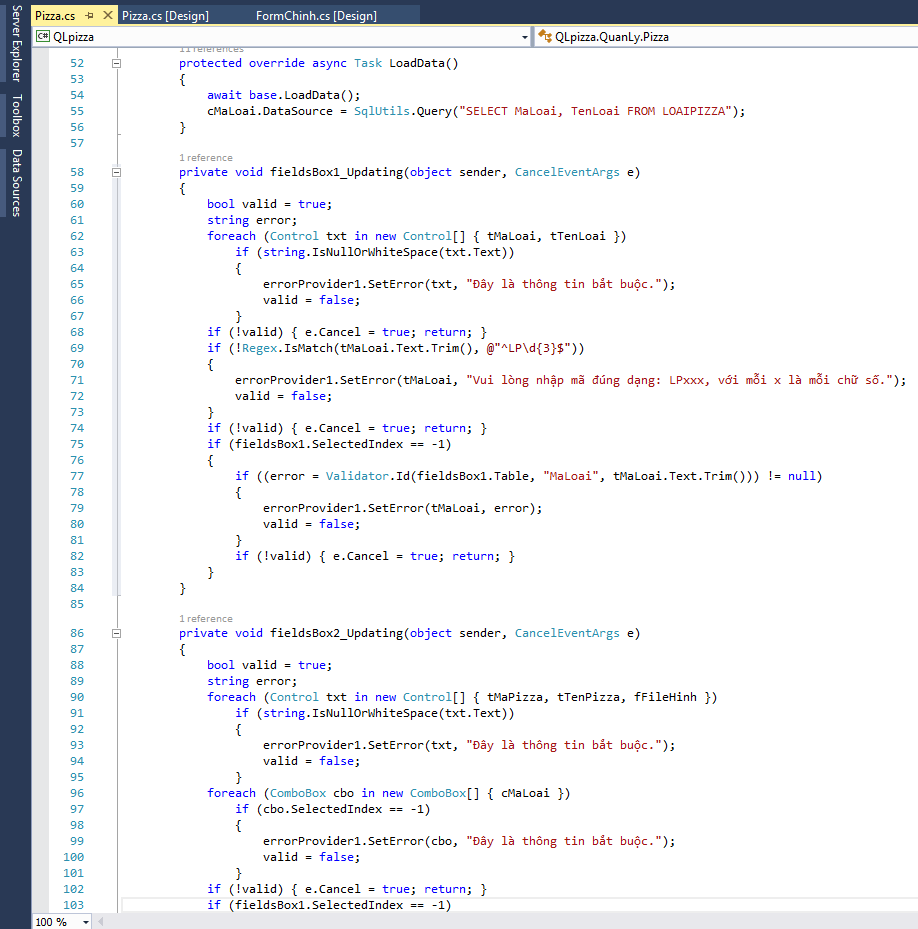 Server Explorer
Toolbox
Data Sources
Pizza.cs
Pizza.cs [Design]
FormChinh.cs [Design]
C# QLpizza
QLpizza.QuanLy.Pizza
11 references
52 protected override async Task LoadData()
53 {
54 await base.LoadData();
55 cMaLoai.DataSource = SqlUtils.Query("SELECT MaLoai, TenLoai FROM LOAIPIZZA");
56 }
57
1 reference
58 private void fieldsBox1_Updating(object sender, CancelEventArgs e)
59 {
60 bool valid = true;
61 string error;
62 foreach (Control txt in new Control[] { tMaLoai, tTenLoai })
63 if (string.IsNullOrWhiteSpace(txt.Text))
64 {
65 errorProvider1.SetError(txt, "Đây là thông tin bắt buộc.");
66 valid = false;
67 }
68 if (!valid) { e.Cancel = true; return; }
69 if (!Regex.IsMatch(tMaLoai.Text.Trim(), @"^LP\d{3}$"))
70 {
71 errorProvider1.SetError(tMaLoai, "Vui lòng nhập mã đúng dạng: LPxxx, với mỗi x là mỗi chữ số.");
72 valid = false;
73 }
74 if (!valid) { e.Cancel = true; return; }
75 if (fieldsBox1.SelectedIndex == -1)
76 {
77 if ((error = Validator.Id(fieldsBox1.Table, "MaLoai", tMaLoai.Text.Trim())) != null)
78 {
79 errorProvider1.SetError(tMaLoai, error);
80 valid = false;
81 }
82 if (!valid) { e.Cancel = true; return; }
83 }
84 }
85
1 reference
86 private void fieldsBox2_Updating(object sender, CancelEventArgs e)
87 {
88 bool valid = true;
89 string error;
90 foreach (Control txt in new Control[] { tMaPizza, tTenPizza, fFileHinh })
91 if (string.IsNullOrWhiteSpace(txt.Text))
92 {
93 errorProvider1.SetError(txt, "Đây là thông tin bắt buộc.");
94 valid = false;
95 }
96 foreach (ComboBox cbo in new ComboBox[] { cMaLoai })
97 if (cbo.SelectedIndex == -1)
98 {
99 errorProvider1.SetError(cbo, "Đây là thông tin bắt buộc.");
100 valid = false;
101 }
102 if (!valid) { e.Cancel = true; return; }
103 if (fieldsBox1.SelectedIndex == -1)
100 %